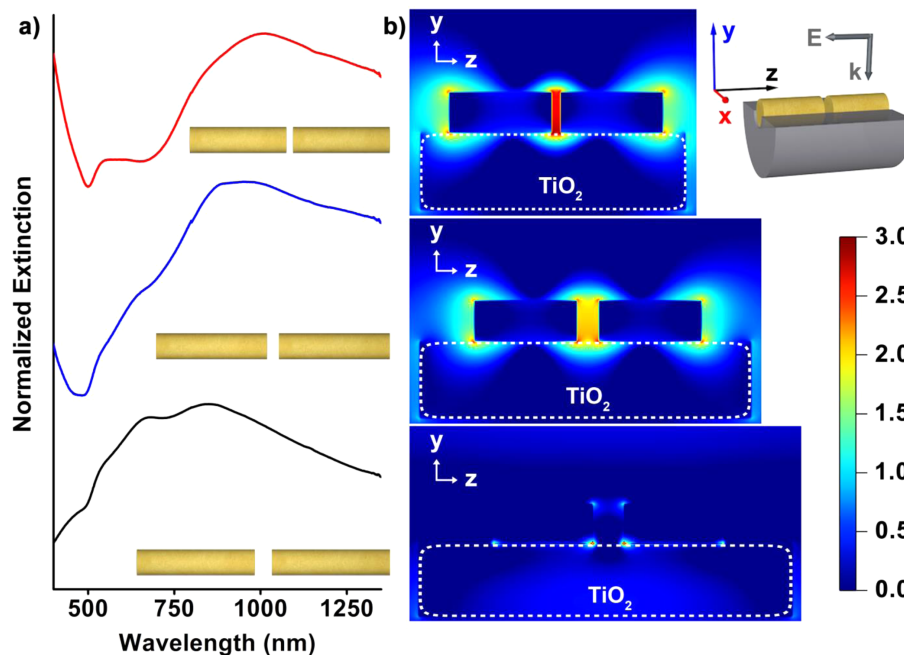 a)
Normalized Extinction
500 750 1000 1250
Wavelength (nm)
b)
y
z
TiO2
y
z
TiO2
y
z
TiO2
y
z
x
E
k
3.0
2.5
2.0
1.5
1.0
0.5
0.0